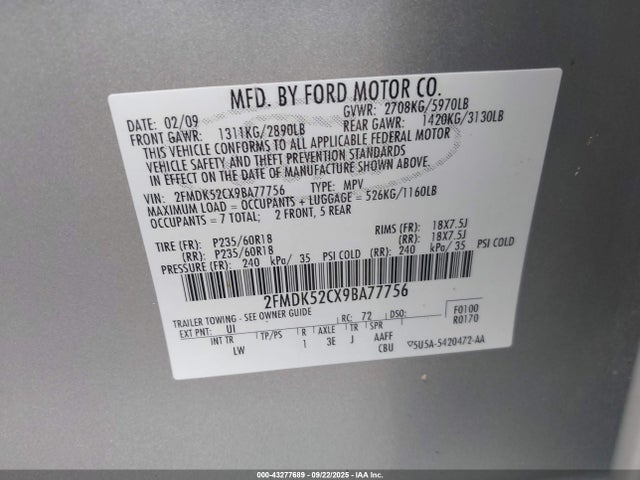 MFD. BY FORD MOTOR CO.
DATE: 02/09 GVWR: 2708KG/5970LB
FRONT GAWR: 1311KG/2890LB REAR GAWR: 1420KG/3130LB
THIS VEHICLE CONFORMS TO ALL APPLICABLE FEDERAL MOTOR
VEHICLE SAFETY AND THEFT PREVENTION STANDARDS
IN EFFECT ON THE DATE OF MANUFACTURE SHOWN ABOVE.
VIN: 2FMDK52CX9BA77756 TYPE: MPV
MAXIMUM LOAD = OCCUPANTS + LUGGAGE = 526KG/1160LB
OCCUPANTS = 7 TOTAL; 2 FRONT, 5 REAR
TIRE (FR): P235/60R18 RIMS (FR): 18X7.5J
(RR): P235/60R18 (RR): 18X7.5J
PRESSURE (FR): 240 kPa/ 35 PSI COLD (RR): 240 kPa/ 35 PSI COLD
2FMDK52CX9BA77756
TRAILER TOWING - SEE OWNER GUIDE
EXT PNT: UI RC: 72 DSO: F0100
R0170
INT TR TP/PS R AXLE TR SPR
LW 1 3E J AAFF
CBU 5U5A-5420472-AA
000-43277689 - 09/22/2025 - IAA Inc.